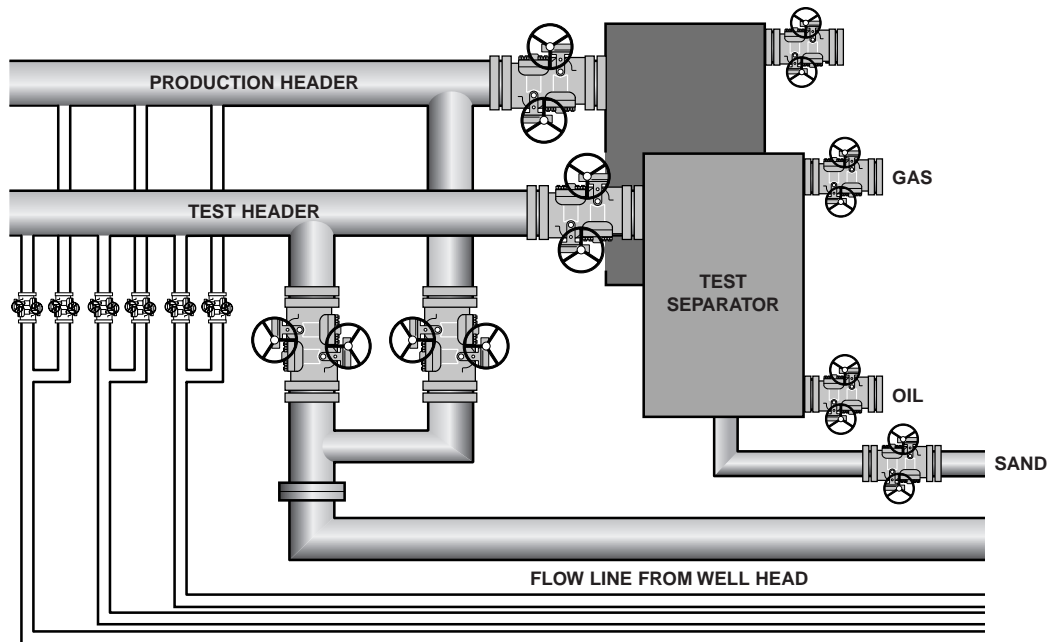 PRODUCTION HEADER
GAS
TEST HEADER
TEST
SEPARATOR
OIL
SAND
FLOW LINE FROM WELL HEAD